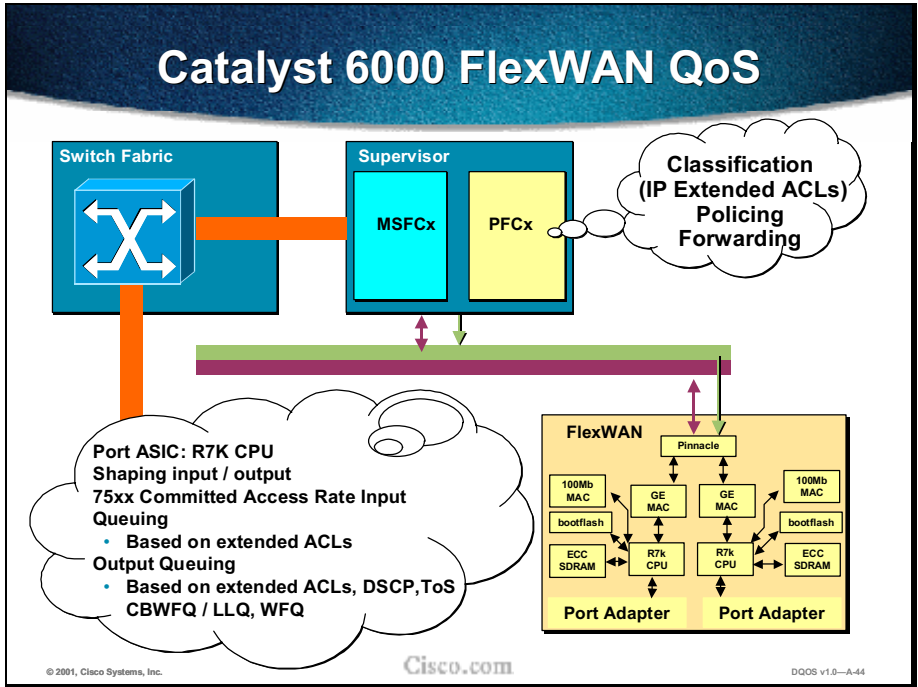 Catalyst 6000 FlexWAN QoS
Switch Fabric
Supervisor
MSFCx
PFCx
Classification
(IP Extended ACLs)
Policing
Forwarding
Port ASIC: R7K CPU
Shaping input / output
75xx Committed Access Rate Input
Queuing
• Based on extended ACLs
Output Queuing
• Based on extended ACLs, DSCP,ToS
CBWFQ / LLQ, WFQ
FlexWAN
Pinnacle
100Mb
MAC
GE
MAC
GE
MAC
100Mb
MAC
bootflash
bootflash
ECC
SDRAM
R7k
CPU
R7k
CPU
ECC
SDRAM
Port Adapter
Port Adapter
© 2001, Cisco Systems, Inc.
Cisco.com
DQOS v1.0—A-44